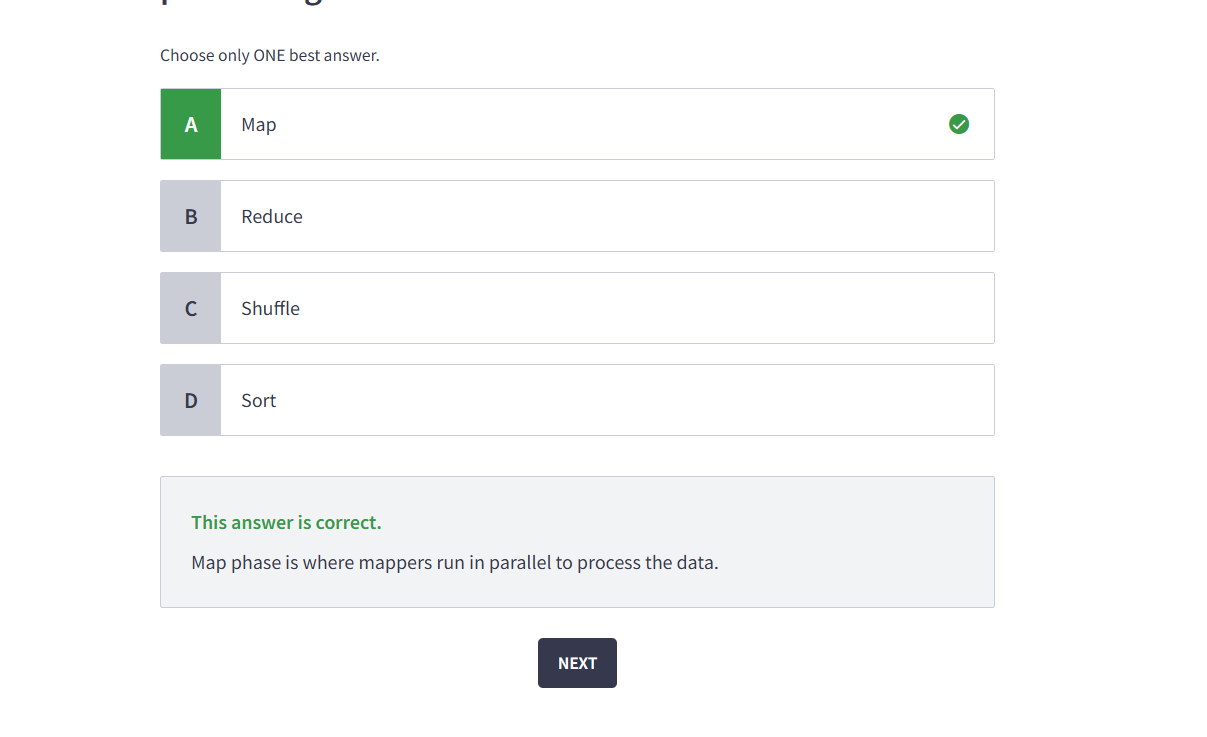 Choose only ONE best answer.
A Map
B Reduce
C Shuffle
D Sort
This answer is correct.
Map phase is where mappers run in parallel to process the data.
NEXT